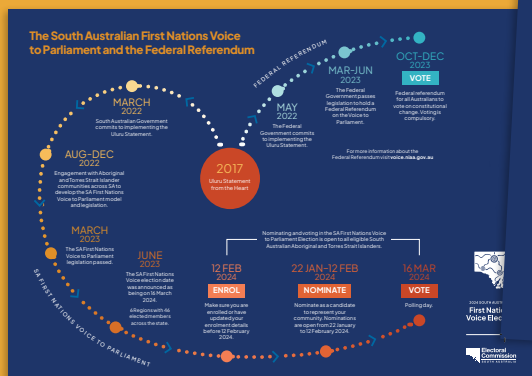 The South Australian First Nations Voice
to Parliament and the Federal Referendum
FEDERAL REFERENDUM
OCT-DEC
2023
VOTE
Federal referendum
for all Australians to
vote on constitutional
change. Voting is
compulsory.
MAR-JUN
2023
The Federal
Government passes
legislation to hold a
Federal Referendum
on the Voice to
Parliament.
MAY
2022
The Federal
Government commits
to implementing the
Uluru Statement.
For more information about the
Federal Referendum visit voice.niaa.gov.au
MARCH
2022
South Australian Government
commits to implementing the
Uluru Statement.
2017
Uluru Statement
from the Heart
AUG-DEC
2022
Engagement with Aboriginal
and Torres Strait Islander
communities across SA to
develop the SA First Nations
Voice to Parliament model
and legislation.
MARCH
2023
The SA First Nations
Voice to Parliament
legislation passed.
JUNE
2023
The SA First Nations
Voice election date
was announced as
being on 16 March
2024.
6 Regions with 46
elected members
across the state.
SA FIRST NATIONS VOICE TO PARLIAMENT
Nominating and voting in the SA First Nations Voice
to Parliament Election is open to all eligible South
Australian Aboriginal and Torres Strait Islanders.
12 FEB
2024
ENROL
Make sure you are
enrolled or have
updated your
enrolment details
before 12 February
2024.
22 JAN-12 FEB
2024
NOMINATE
Nominate as a candidate
to represent your
community. Nominations
are open from 22 January
to 12 February 2024.
16 MAR
2024
VOTE
Polling day.
2024 SOUTH AUST
First Nati
Voice Elec
Electoral
Commission
SOUTH AUSTRALIA